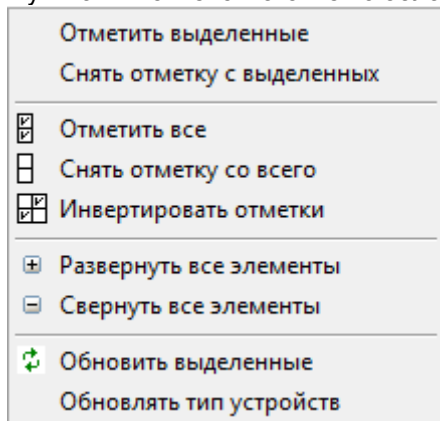 Отметить выделенные
Снять отметку с выделенных
Отметить все
Снять отметку со всего
Инвертировать отметки
Развернуть все элементы
Свернуть все элементы
Обновить выделенные
Обновлять тип устройств